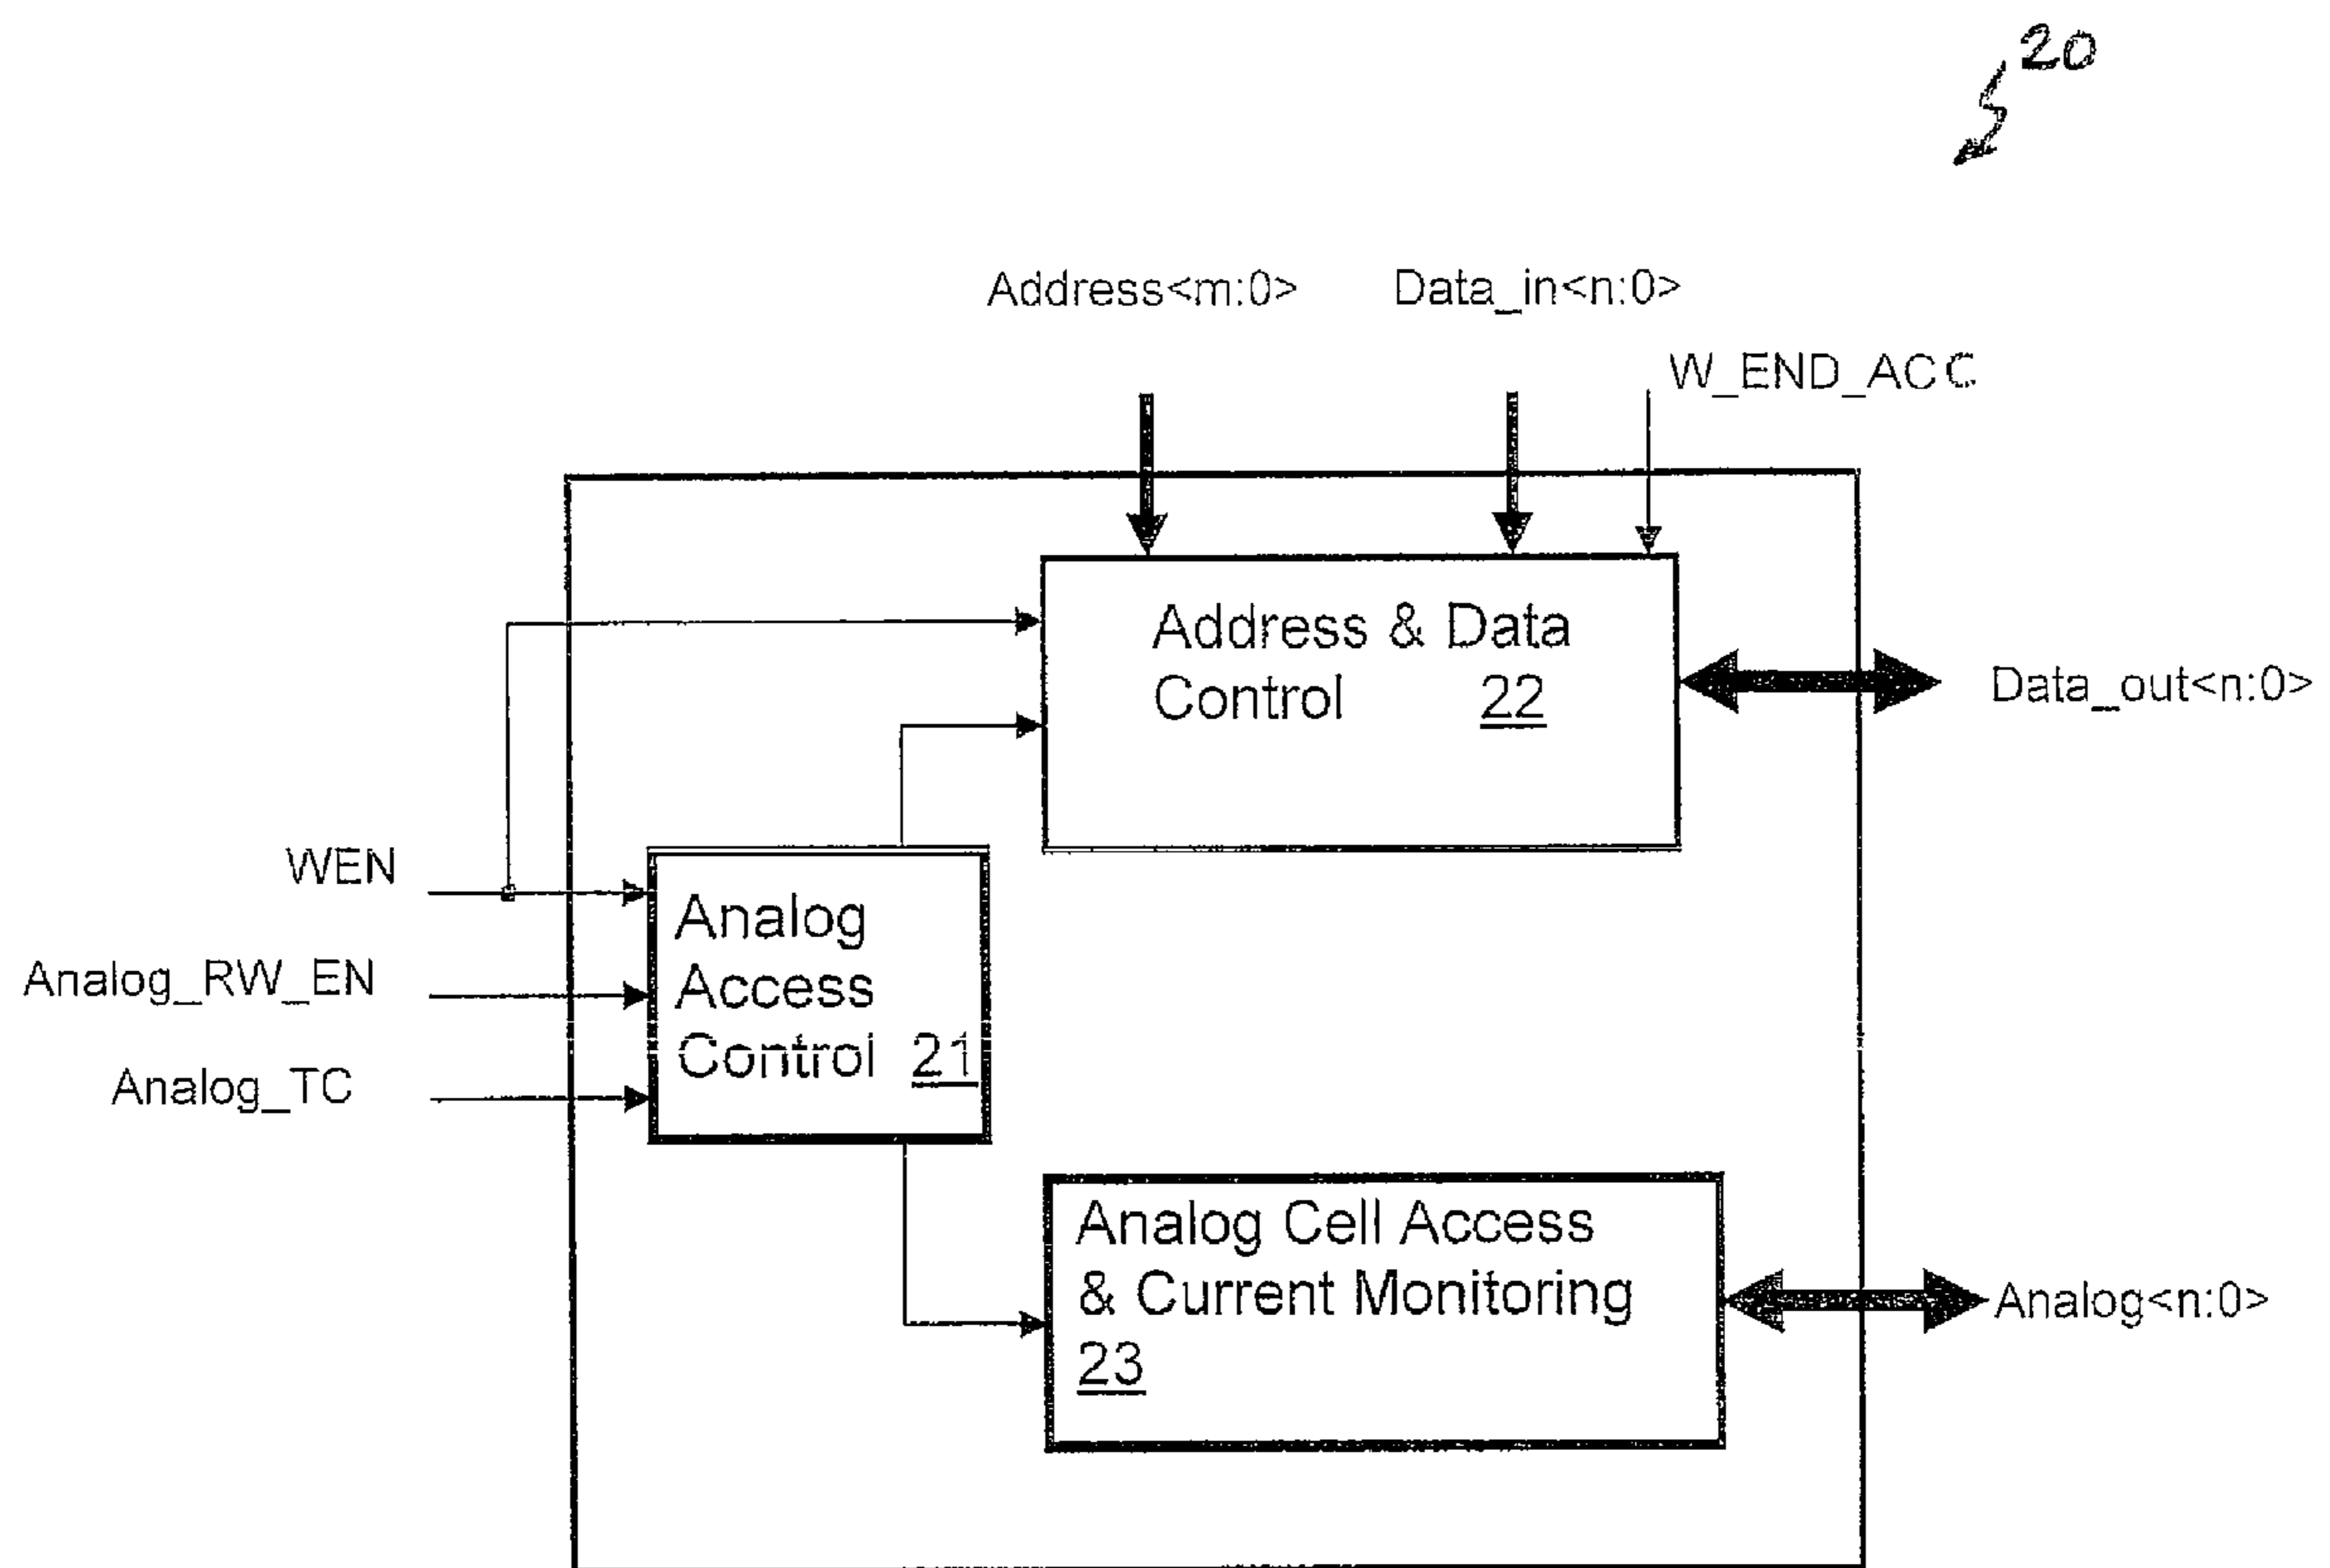 20
Address<m:0>
Data_in<n:0>
W_END_ACC
Address & Data
Control 22
Data_out<n:0>
WEN
Analog_RW_EN
Analog_TC
Analog
Access
Control 21
Analog Cell Access
& Current Monitoring
23
Analog<n:0>